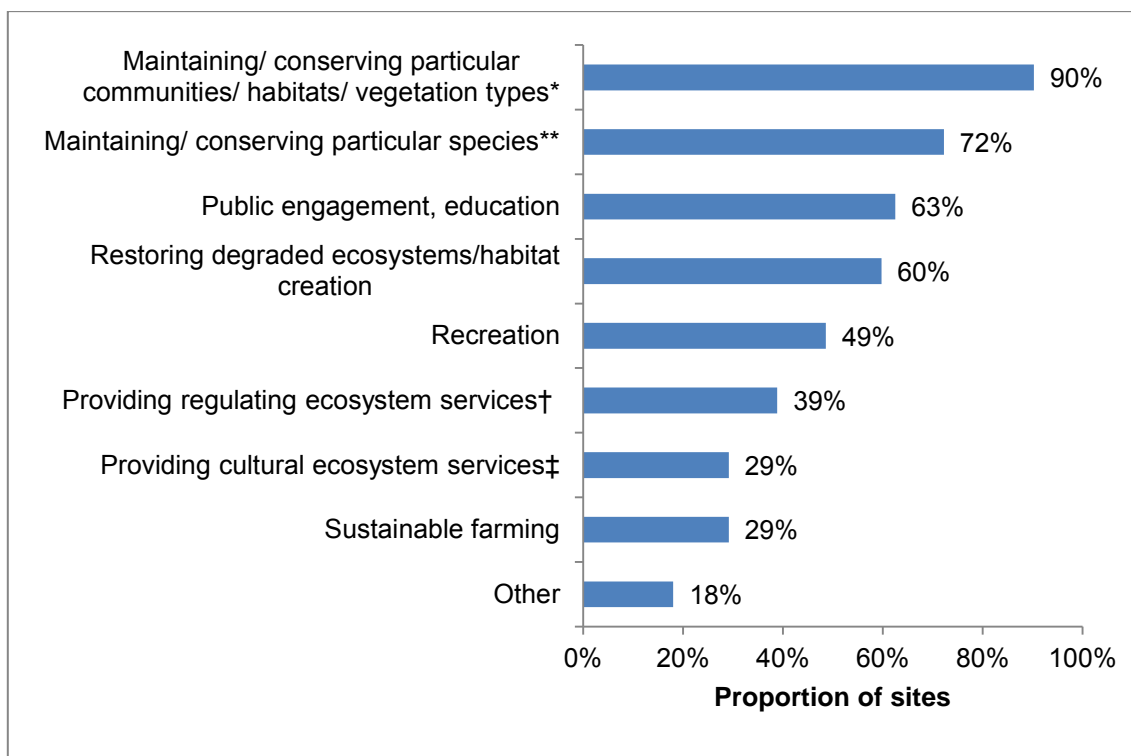 Maintaining/ conserving particular
communities/ habitats/ vegetation types*
90%
Maintaining/ conserving particular species**
72%
Public engagement, education
63%
Restoring degraded ecosystems/habitat
creation
60%
Recreation
49%
Providing regulating ecosystem services†
39%
Providing cultural ecosystem services‡
29%
Sustainable farming
29%
Other
18%
0% 20% 40% 60% 80% 100%
Proportion of sites